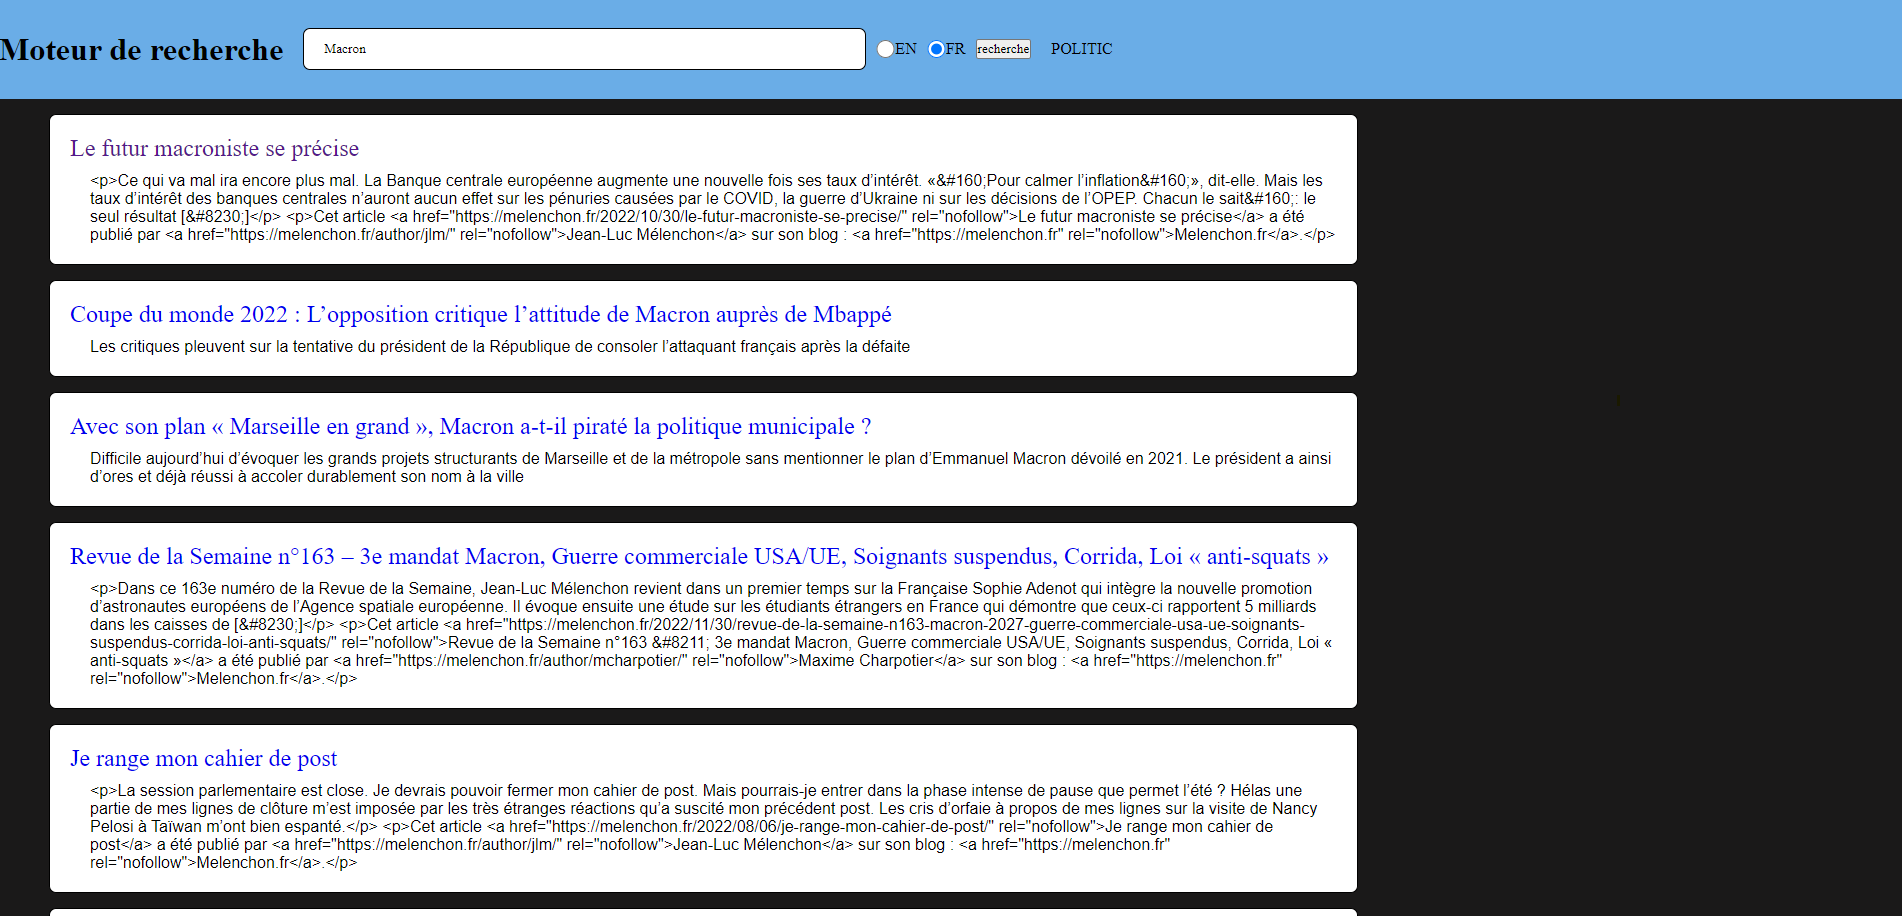 Moteur de recherche
Macron
EN
FR
recherche
POLITIC
Le futur macroniste se précise
<p>Ce qui va mal ira encore plus mal. La Banque centrale européenne augmente une nouvelle fois ses taux d’intérêt. «&#160;Pour calmer l’inflation&#160;», dit-elle. Mais les
taux d’intérêt des banques centrales n’auront aucun effet sur les pénuries causées par le COVID, la guerre d’Ukraine ni sur les décisions de l’OPEP. Chacun le sait&#160;: le
seul résultat [&#8230;]</p> <p>Cet article <a href="https://melenchon.fr/2022/10/30/le-futur-macroniste-se-precise/" rel="nofollow">Le futur macroniste se précise</a> a été
publié par <a href="https://melenchon.fr/author/jlm/" rel="nofollow">Jean-Luc Mélenchon</a> sur son blog : <a href="https://melenchon.fr" rel="nofollow">Melenchon.fr</a>.</p>
Coupe du monde 2022 : L’opposition critique l’attitude de Macron auprès de Mbappé
Les critiques pleuvent sur la tentative du président de la République de consoler l’attaquant français après la défaite
Avec son plan « Marseille en grand », Macron a-t-il piraté la politique municipale ?
Difficile aujourd’hui d’évoquer les grands projets structurants de Marseille et de la métropole sans mentionner le plan d’Emmanuel Macron dévoilé en 2021. Le président a ainsi
d’ores et déjà réussi à accoler durablement son nom à la ville
Revue de la Semaine n°163 – 3e mandat Macron, Guerre commerciale USA/UE, Soignants suspendus, Corrida, Loi « anti-squats »
<p>Dans ce 163e numéro de la Revue de la Semaine, Jean-Luc Mélenchon revient dans un premier temps sur la Française Sophie Adenot qui intègre la nouvelle promotion
d’astronautes européens de l’Agence spatiale européenne. Il évoque ensuite une étude sur les étudiants étrangers en France qui démontre que ceux-ci rapportent 5 milliards
dans les caisses de [&#8230;]</p> <p>Cet article <a href="https://melenchon.fr/2022/11/30/revue-de-la-semaine-n163-macron-2027-guerre-commerciale-usa-ue-soignants-
suspendus-corrida-loi-anti-squats/" rel="nofollow">Revue de la Semaine n°163 &#8211; 3e mandat Macron, Guerre commerciale USA/UE, Soignants suspendus, Corrida, Loi «
anti-squats »</a> a été publié par <a href="https://melenchon.fr/author/mcharpotier/" rel="nofollow">Maxime Charpotier</a> sur son blog : <a href="https://melenchon.fr"
rel="nofollow">Melenchon.fr</a>.</p>
Je range mon cahier de post
<p>La session parlementaire est close. Je devrais pouvoir fermer mon cahier de post. Mais pourrais-je entrer dans la phase intense de pause que permet l’été ? Hélas une
partie de mes lignes de clôture m’est imposée par les très étranges réactions qu’a suscité mon précédent post. Les cris d’orfaie à propos de mes lignes sur la visite de Nancy
Pelosi à Taïwan m’ont bien espanté.</p> <p>Cet article <a href="https://melenchon.fr/2022/08/06/je-range-mon-cahier-de-post/" rel="nofollow">Je range mon cahier de
post</a> a été publié par <a href="https://melenchon.fr/author/jlm/" rel="nofollow">Jean-Luc Mélenchon</a> sur son blog : <a href="https://melenchon.fr"
rel="nofollow">Melenchon.fr</a>.</p>